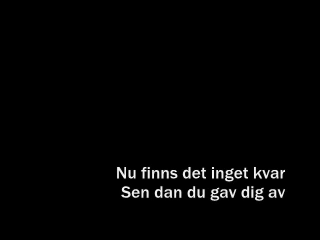 Nu finns det inget kvar
Sen dan du gav dig av